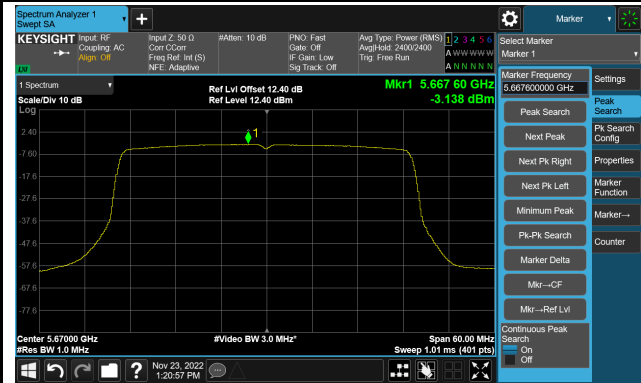 Spectrum Analyzer 1
Swept SA
Marker
KEYSIGHT
Input: RF
Coupling: AC
Align: Off
Input Z: 50 Ω
Corr CCorr
Freq Ref: Int (S)
NFE: Adaptive
#Atten: 10 dB
PNO: Fast
Gate: Off
IF Gain: Low
Sig Track: Off
Avg Type: Power (RMS)
Avg|Hold: 2400/2400
Trig: Free Run
1 2 3 4 5 6
A W W W W W
A N N N N N
LXI
Select Marker
Marker 1
1 Spectrum
Scale/Div 10 dB
Log
Ref Lvl Offset 12.40 dB
Ref Level 12.40 dBm
Mkr1 5.667 60 GHz
-3.138 dBm
1
2.40
-7.60
-17.6
-27.6
-37.6
-47.6
-57.6
-67.6
-77.6
Center 5.67000 GHz
#Res BW 1.0 MHz
#Video BW 3.0 MHz*
Span 60.00 MHz
Sweep 1.01 ms (401 pts)
Marker Frequency
5.667600000 GHz
Peak Search
Next Peak
Next Pk Right
Next Pk Left
Minimum Peak
Pk-Pk Search
Marker Delta
Mkr→CF
Mkr→Ref Lvl
Continuous Peak
Search
On
Off
Settings
Peak
Search
Pk Search
Config
Properties
Marker
Function
Marker→
Counter
?
Nov 23, 2022
1:20:57 PM